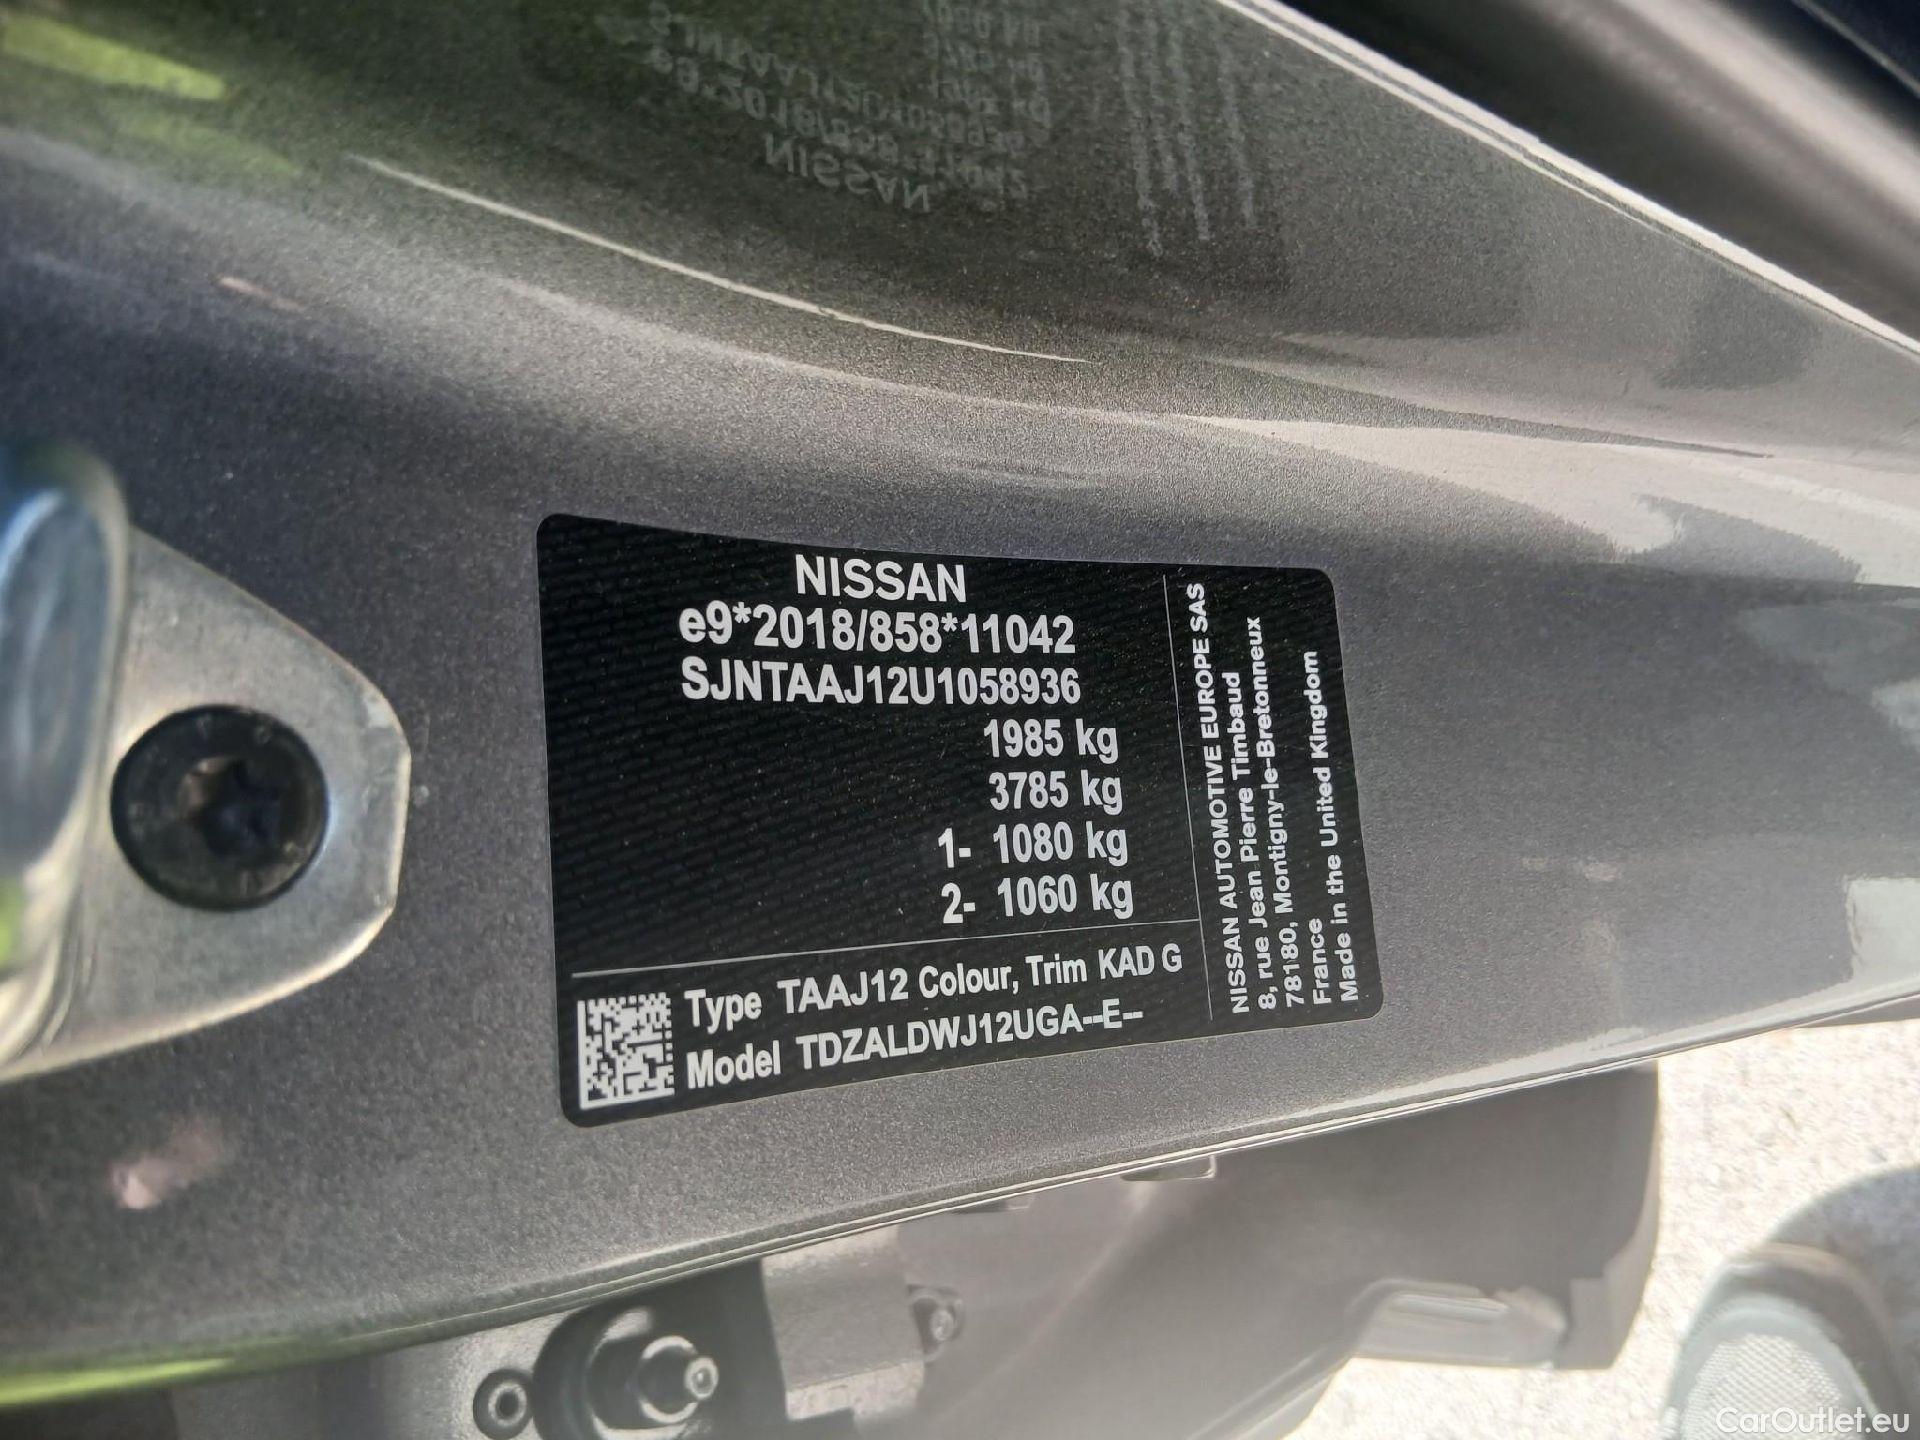 NISSAN
e9*2018/858*11042
SJNTAAJ12U1058936
1985 kg
3785 kg
1- 1080 kg
2- 1060 kg
Type TAAJ12 Colour, Trim KAD G
Model TDZALDWJ12UGA--E--
NISSAN AUTOMOTIVE EUROPE SAS
8, rue Jean Pierre Timbaud
78180, Montigny-le-Bretonneux
France
Made in the United Kingdom
CarOutlet.eu